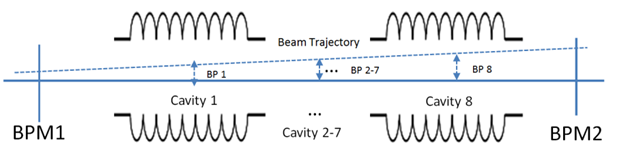 Beam Trajectory
BP 1
...
BP 2-7
BP 8
Cavity 1
...
Cavity 8
BPM1
Cavity 2-7
BPM2